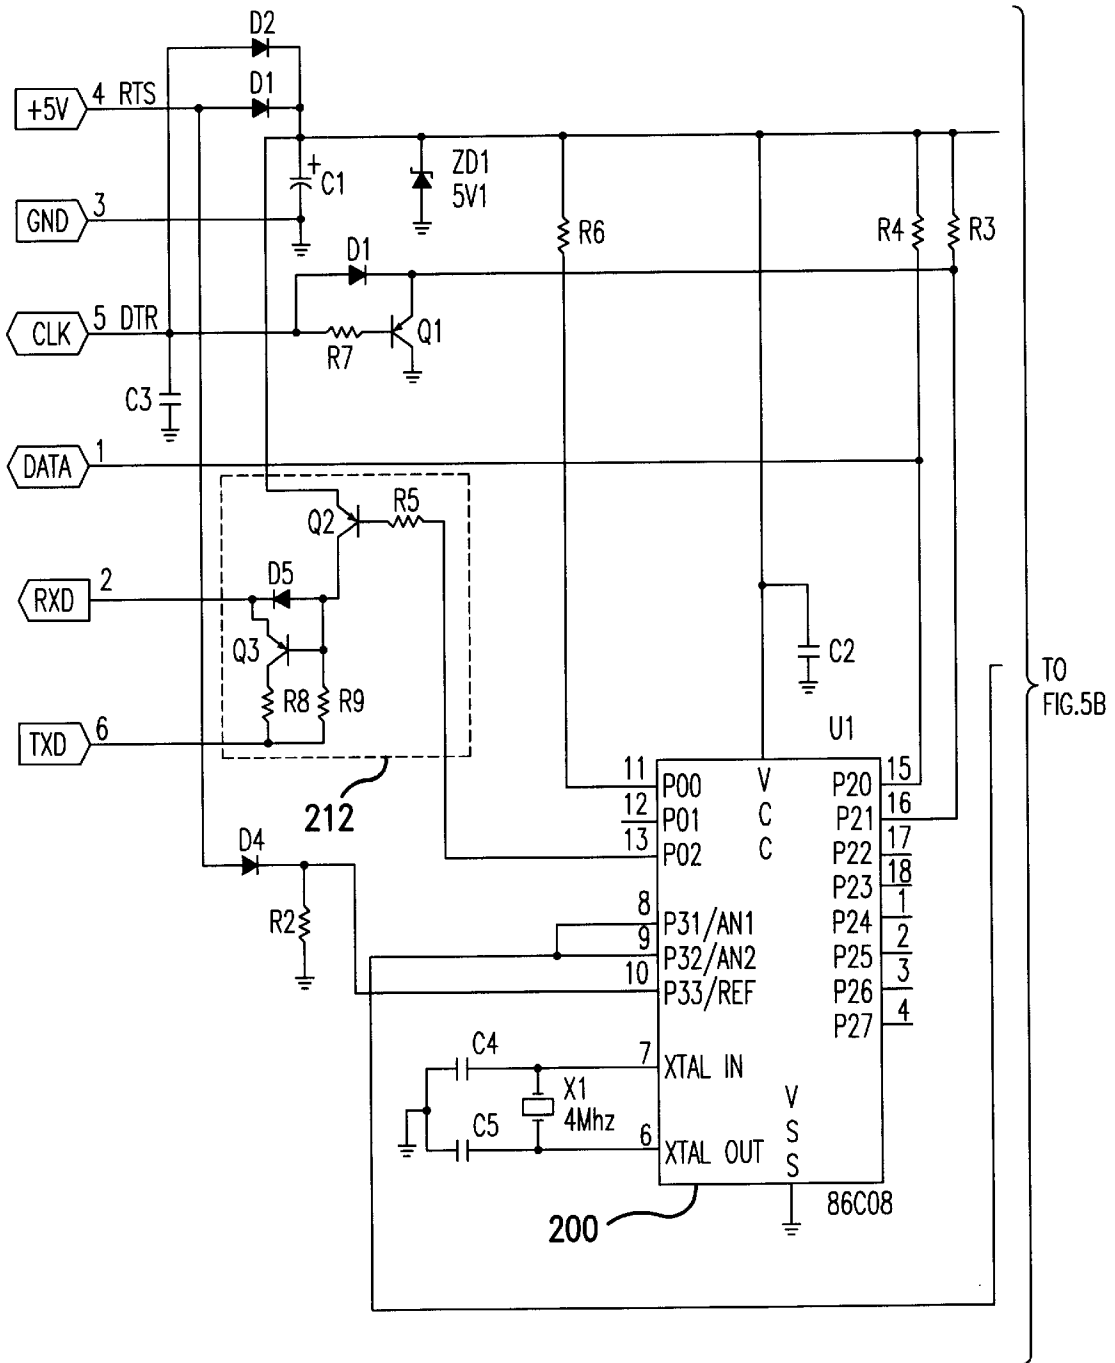 D2
+5V 4 RTS D1
+ C1
ZD1
5V1
GND 3
R6
R4 R3
D1
CLK 5 DTR
R7 Q1
C3
DATA 1
Q2 R5
RXD 2
D5
Q3
R8 R9
C2
TO
FIG.5B
TXD 6
U1
212
11 P00
12 P01
13 P02
V
C
C
P20 15
P21 16
P22 17
P23 18
P24 1
P25 2
P26 3
P27 4
D4
R2
8 P31/AN1
9 P32/AN2
10 P33/REF
C4
7 XTAL IN
X1
4Mhz
C5
6 XTAL OUT
V
S
S
200
86C08